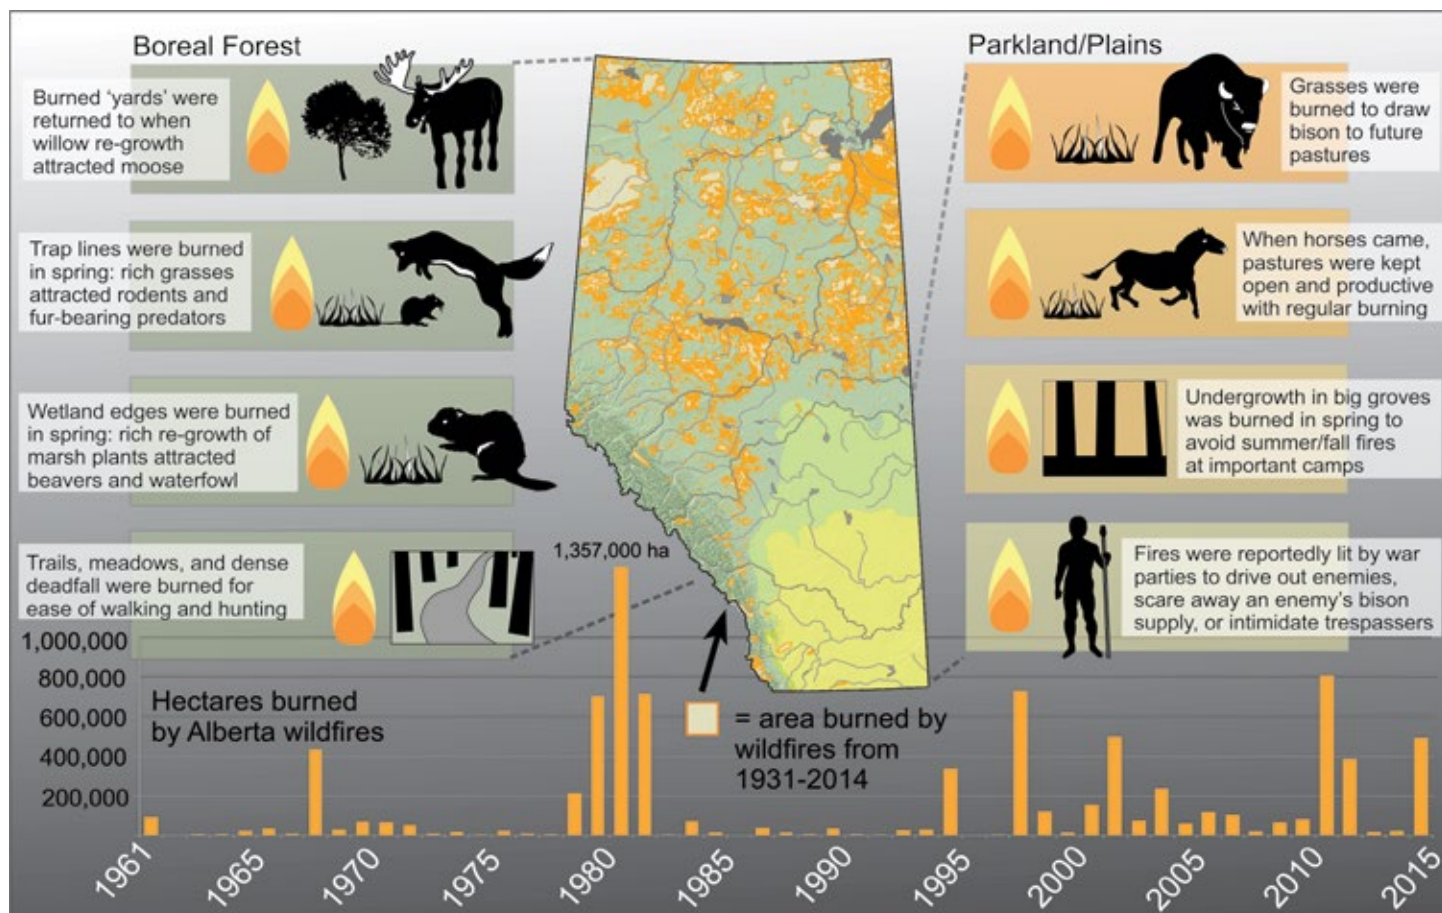 Boreal Forest
Burned ‘yards’ were
returned to when
willow re-growth
attracted moose
Trap lines were burned
in spring: rich grasses
attracted rodents and
fur-bearing predators
Wetland edges were burned
in spring: rich re-growth of
marsh plants attracted
beavers and waterfowl
Trails, meadows, and dense
deadfall were burned for
ease of walking and hunting
Parkland/Plains
Grasses were
burned to draw
bison to future
pastures
When horses came,
pastures were kept
open and productive
with regular burning
Undergrowth in big groves
was burned in spring to
avoid summer/fall fires
at important camps
Fires were reportedly lit by war
parties to drive out enemies,
scare away an enemy’s bison
supply, or intimidate trespassers
1,357,000 ha
= area burned by
wildfires from
1931-2014
Hectares burned
by Alberta wildfires
1,000,000
800,000
600,000
400,000
200,000
1961
1965
1970
1975
1980
1985
1990
1995
2000
2005
2010
2015